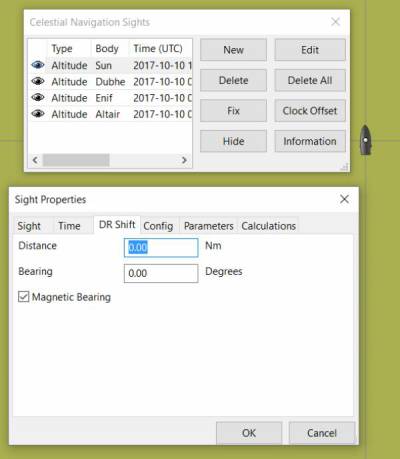 Celestial Navigation Sights
Type Body Time (UTC)
Altitude Sun 2017-10-10 1
Altitude Dubhe 2017-10-10 0
Altitude Enif 2017-10-10 0
Altitude Altair 2017-10-10 0
New Edit
Delete Delete All
Fix Clock Offset
Hide Information
Sight Properties
Sight Time DR Shift Config Parameters Calculations
Distance 0.00 Nm
Bearing 0.00 Degrees
Magnetic Bearing
OK Cancel